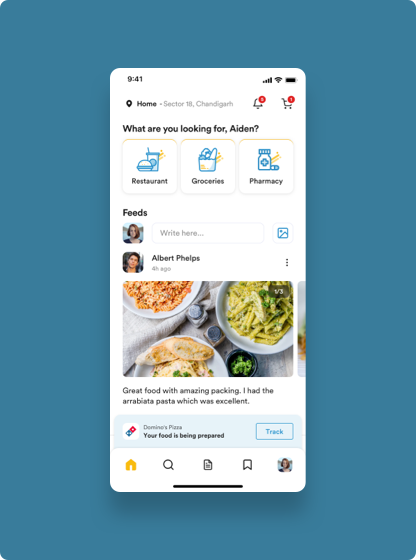 9:41
Home - Sector 18, Chandigarh
3
1
What are you looking for, Aiden?
Restaurant
Groceries
Pharmacy
Feeds
Write here...
Albert Phelps
4h ago
1/3
Great food with amazing packing. I had the
arrabiata pasta which was excellent.
Domino's Pizza
Your food is being prepared
Track